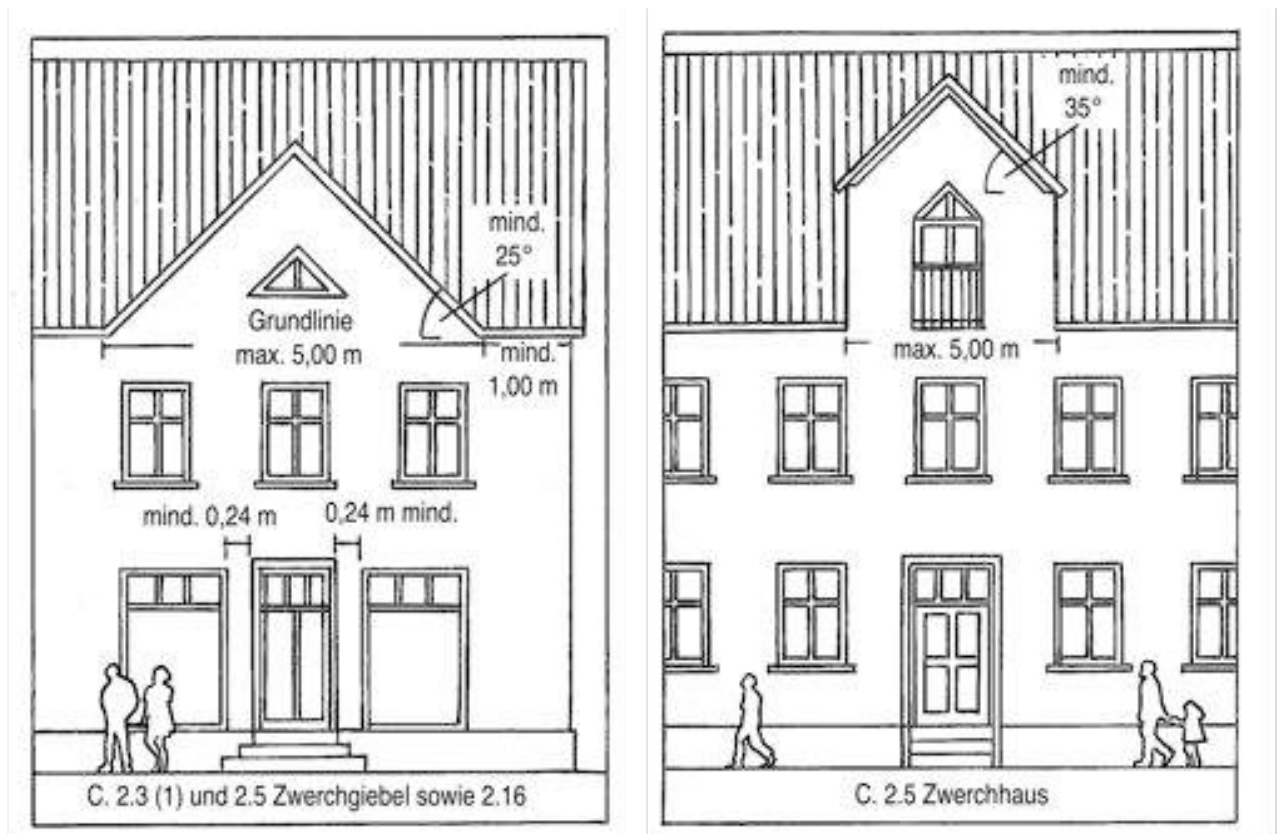 mind.
25°
Grundlinie
max. 5,00 m
mind.
1,00 m
mind. 0,24 m
0,24 m mind.
C. 2.3 (1) und 2.5 Zwerchgiebel sowie 2.16
mind.
35°
max. 5,00 m
C. 2.5 Zwerchhaus